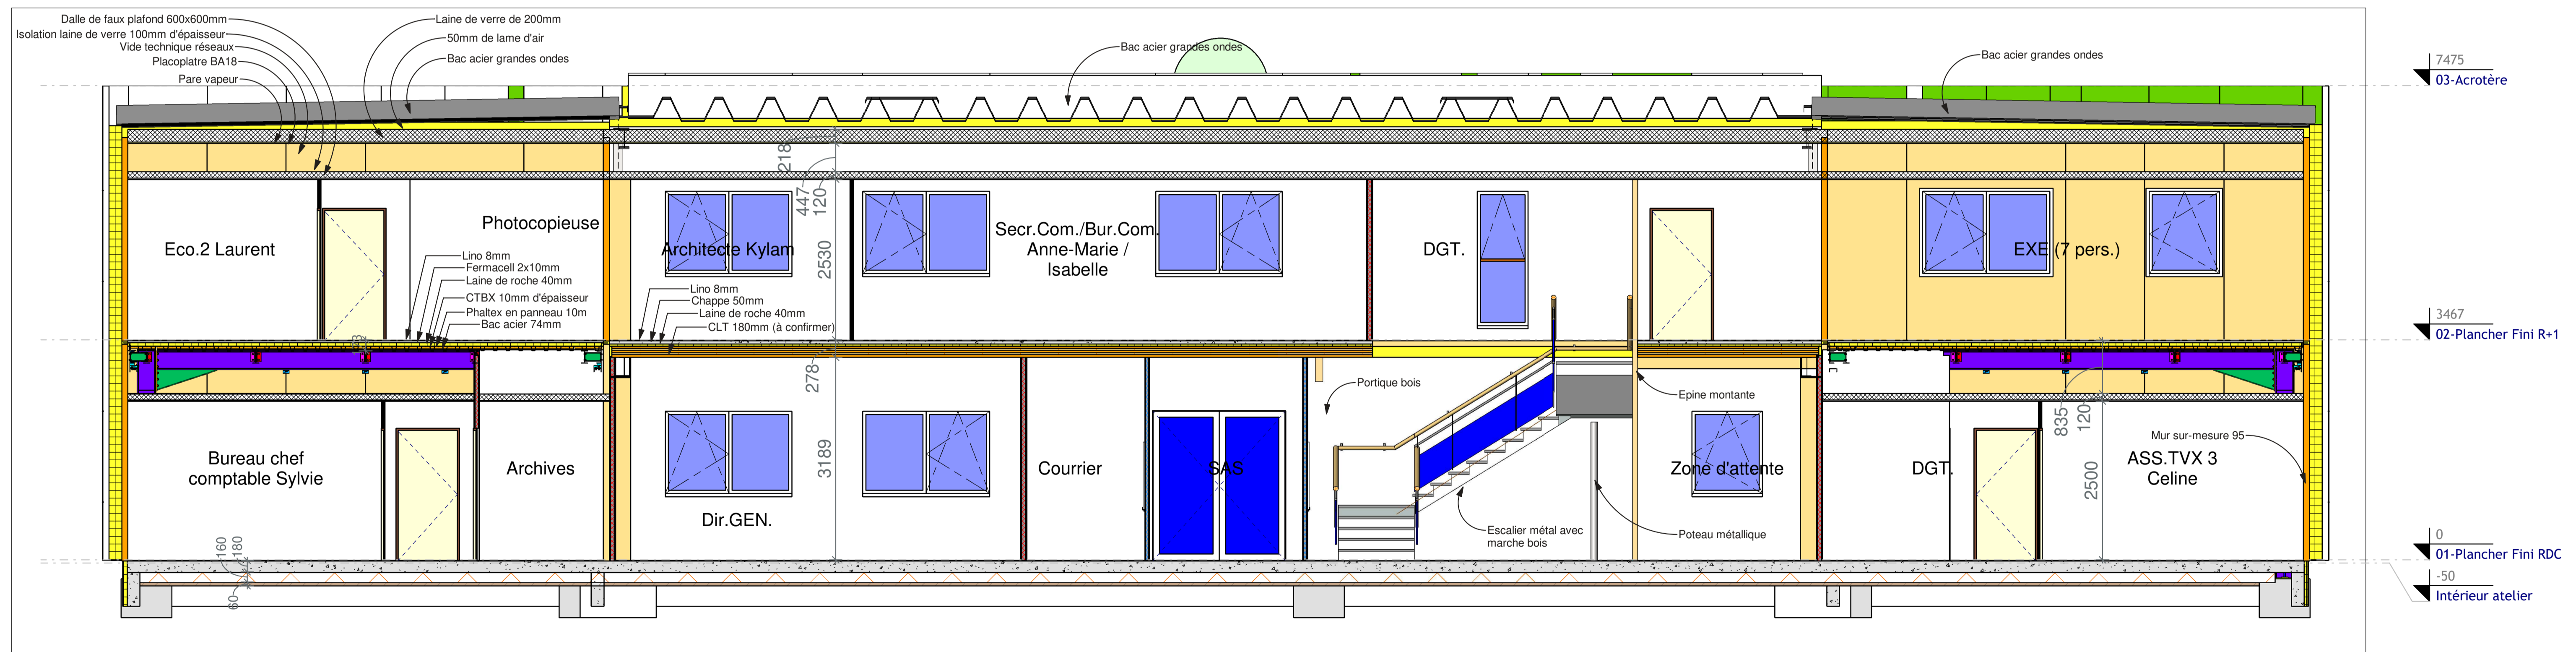 Dalle de faux plafond 600x600mm
Isolation laine de verre 100mm d'épaisseur
Vide technique réseaux
Placoplatre BA18
Pare vapeur
Laine de verre de 200mm
50mm de lame d'air
Bac acier grandes ondes
Bac acier grandes ondes
Bac acier grandes ondes
7475
03-Acrotère
218
447
120
2530
Eco.2 Laurent
Photocopieuse
Architecte Kylam
Secr.Com./Bur.Com.
Anne-Marie /
Isabelle
DGT.
EXE (7 pers.)
Lino 8mm
Fermacell 2x10mm
Laine de roche 40mm
CTBX 10mm d'épaisseur
Phaltex en panneau 10m
Bac acier 74mm
Lino 8mm
Chappe 50mm
Laine de roche 40mm
CLT 180mm (à confirmer)
3467
02-Plancher Fini R+1
278
3189
Portique bois
Epine montante
835
120
2500
Mur sur-mesure 95
Bureau chef
comptable Sylvie
Archives
Dir.GEN.
Courrier
SAS
Zone d'attente
DGT.
ASS.TVX 3
Celine
Escalier métal avec
marche bois
Poteau métallique
160
180
60
0
01-Plancher Fini RDC
-50
Intérieur atelier